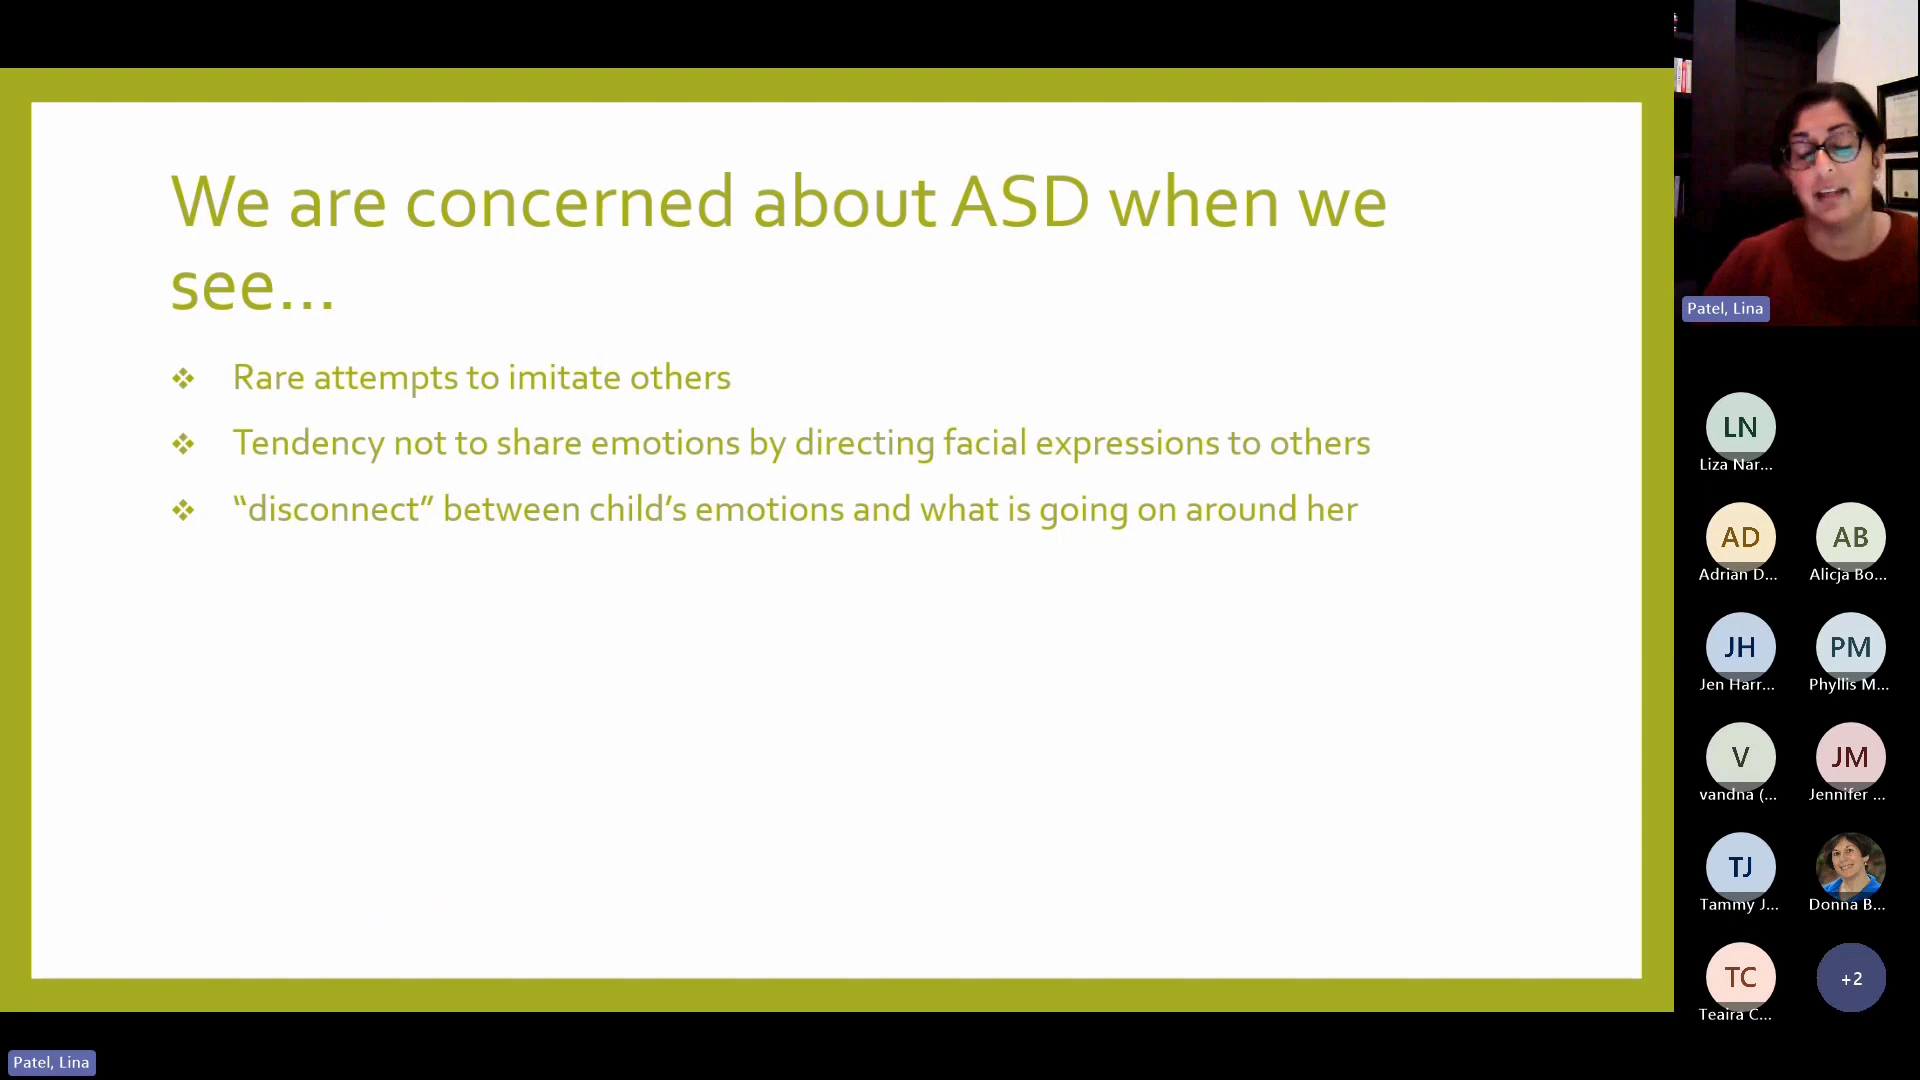 We are concerned about ASD when we
see...
❖ Rare attempts to imitate others
❖ Tendency not to share emotions by directing facial expressions to others
❖ “disconnect” between child’s emotions and what is going on around her
Patel, Lina
LN
Liza Nar...
AD
Adrian D...
AB
Alicja Bo...
JH
Jen Harr...
PM
Phyllis M...
V
vandna (...
JM
Jennifer ...
TJ
Tammy J...
Donna B...
TC
Teaira C...
+2
Patel, Lina